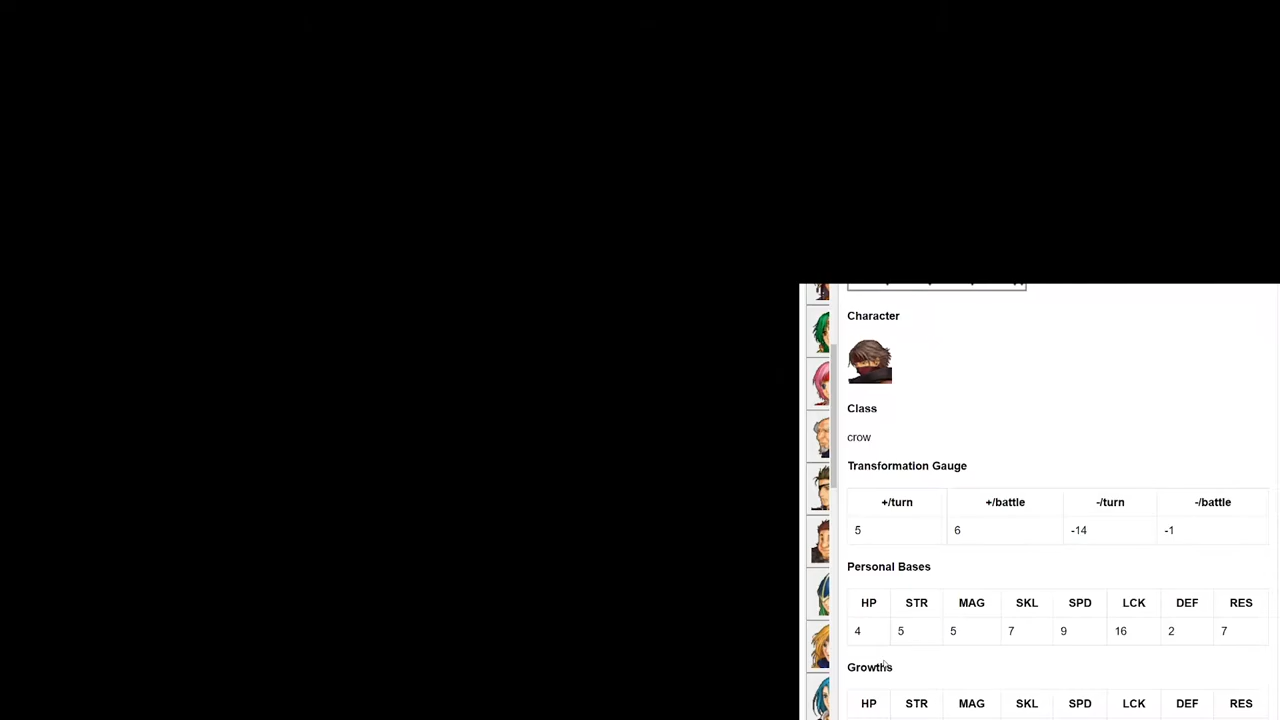 Character
Class
crow
Transformation Gauge
+/turn +/battle -/turn -/battle
5 6 -14 -1
Personal Bases
HP STR MAG SKL SPD LCK DEF RES
4 5 5 7 9 16 2 7
Growths
HP STR MAG SKL SPD LCK DEF RES